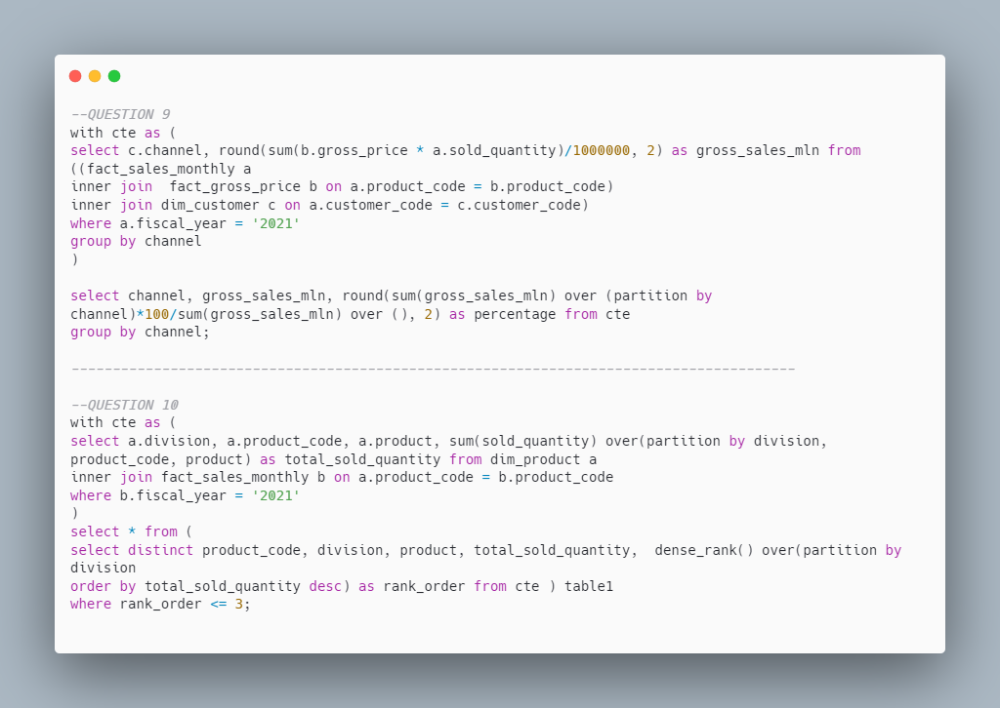 --QUESTION 9
with cte as (
select c.channel, round(sum(b.gross_price * a.sold_quantity)/1000000, 2) as gross_sales_mln from
((fact_sales_monthly a
inner join  fact_gross_price b on a.product_code = b.product_code)
inner join dim_customer c on a.customer_code = c.customer_code)
where a.fiscal_year = '2021'
group by channel
)

select channel, gross_sales_mln, round(sum(gross_sales_mln) over (partition by
channel)*100/sum(gross_sales_mln) over (), 2) as percentage from cte
group by channel;

----------------------------------------------------------------------------------------

--QUESTION 10
with cte as (
select a.division, a.product_code, a.product, sum(sold_quantity) over(partition by division,
product_code, product) as total_sold_quantity from dim_product a
inner join fact_sales_monthly b on a.product_code = b.product_code
where b.fiscal_year = '2021'
)
select * from (
select distinct product_code, division, product, total_sold_quantity,  dense_rank() over(partition by
division
order by total_sold_quantity desc) as rank_order from cte ) table1
where rank_order <= 3;